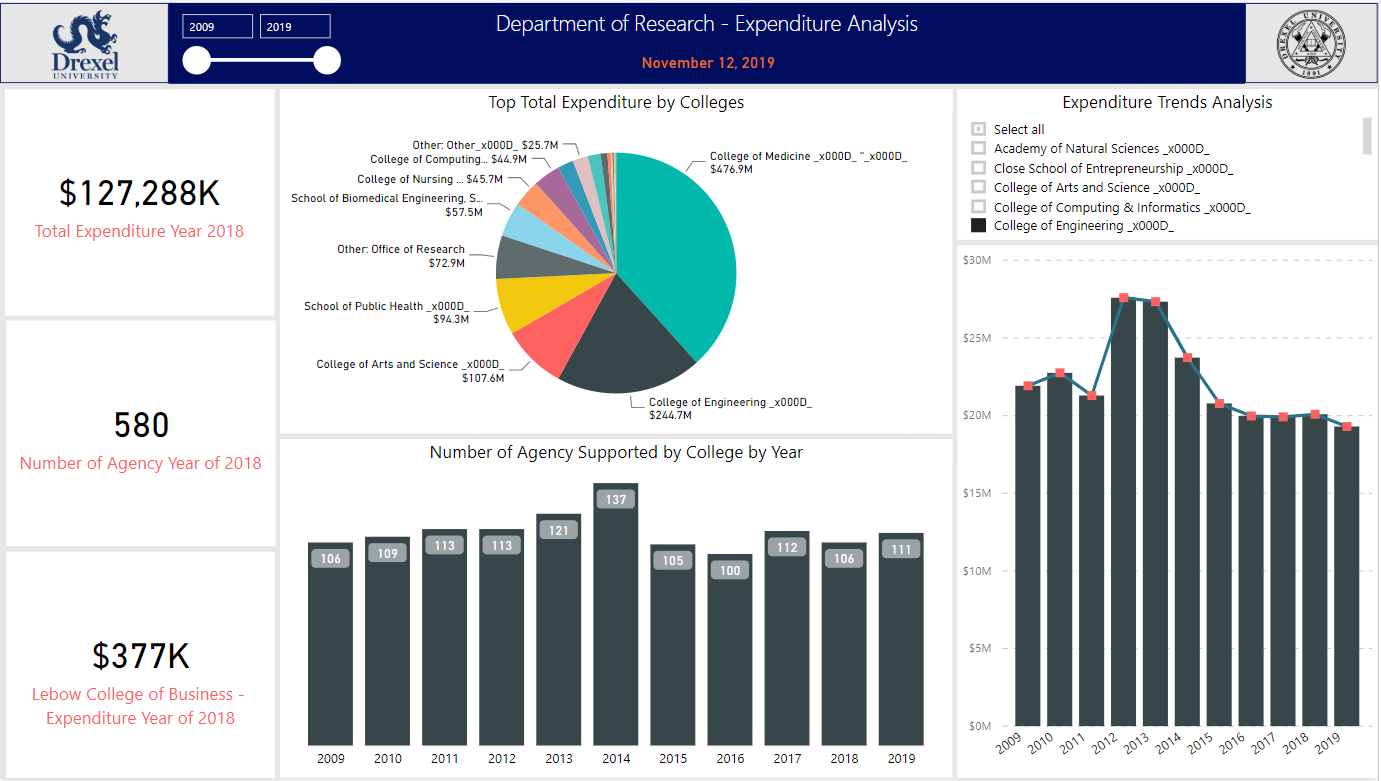 Drexel
UNIVERSITY
2009
2019
Department of Research - Expenditure Analysis
November 12, 2019
DREXEL UNIVERSITY
1891
$127,288K
Total Expenditure Year 2018
580
Number of Agency Year of 2018
$377K
Lebow College of Business -
Expenditure Year of 2018
Top Total Expenditure by Colleges
Other: Other_x000D_ $25.7M
College of Computing... $44.9M
College of Nursing ... $45.7M
School of Biomedical Engineering, S...
$57.5M
Other: Office of Research
$72.9M
School of Public Health _x000D_
$94.3M
College of Arts and Science _x000D_
$107.6M
College of Medicine _x000D_ "_x000D_
$476.9M
College of Engineering _x000D_
$244.7M
Number of Agency Supported by College by Year
106
109
113
113
121
137
105
100
112
106
111
2009 2010 2011 2012 2013 2014 2015 2016 2017 2018 2019
Expenditure Trends Analysis
Select all
Academy of Natural Sciences _x000D_
Close School of Entrepreneurship _x000D_
College of Arts and Science _x000D_
College of Computing & Informatics _x000D_
College of Engineering _x000D_
$30M
$25M
$20M
$15M
$10M
$5M
$0M
2009 2010 2011 2012 2013 2014 2015 2016 2017 2018 2019